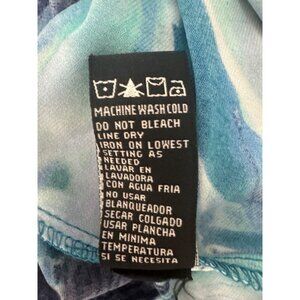 MACHINE WASH COLD
DO NOT BLEACH
LINE DRY
IRON ON LOWEST
SETTING AS
NEEDED
LAVAR EN
LAVADORA
CON AGUA FRIA
NO USAR
BLANQUEADOR
SECAR COLGADO
USAR PLANCHA
EN MINIMA
TEMPERATURA
SI SE NECESITA